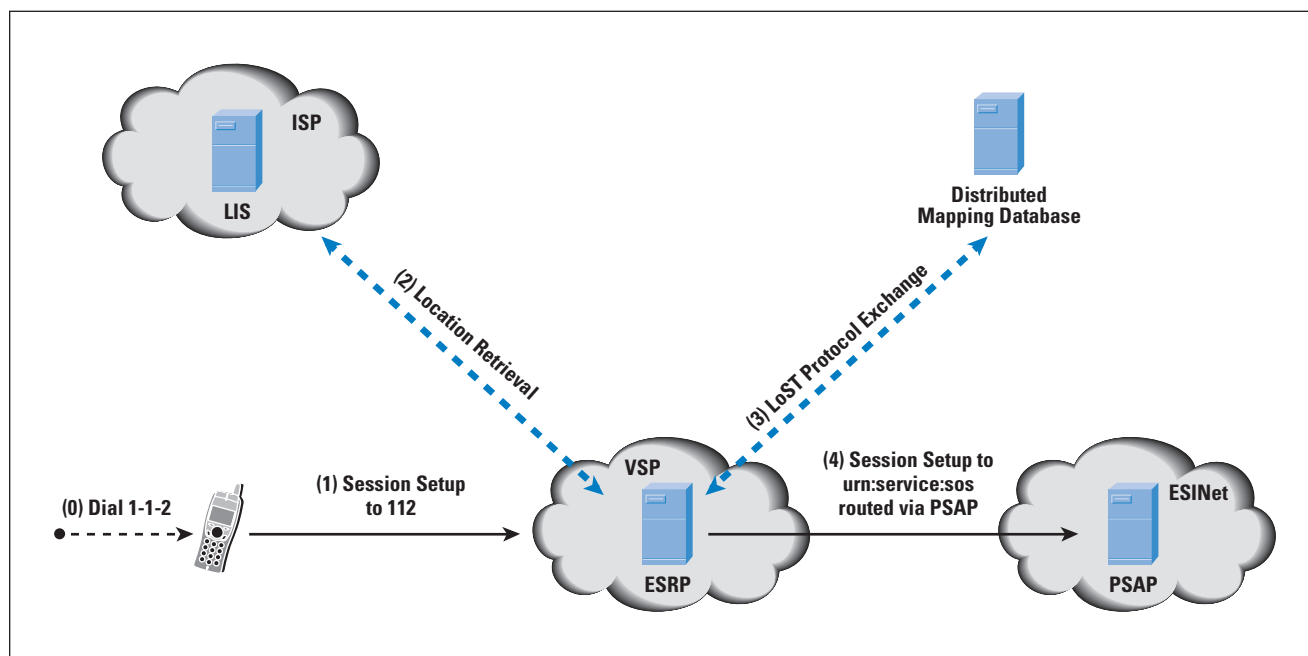 ISP
LIS
Distributed
Mapping Database
(2) Location Retrieval
(3) LoST Protocol Exchange
(0) Dial 1-1-2
(1) Session Setup
to 112
VSP
ESRP
(4) Session Setup to
urn:service:sos
routed via PSAP
ESINet
PSAP